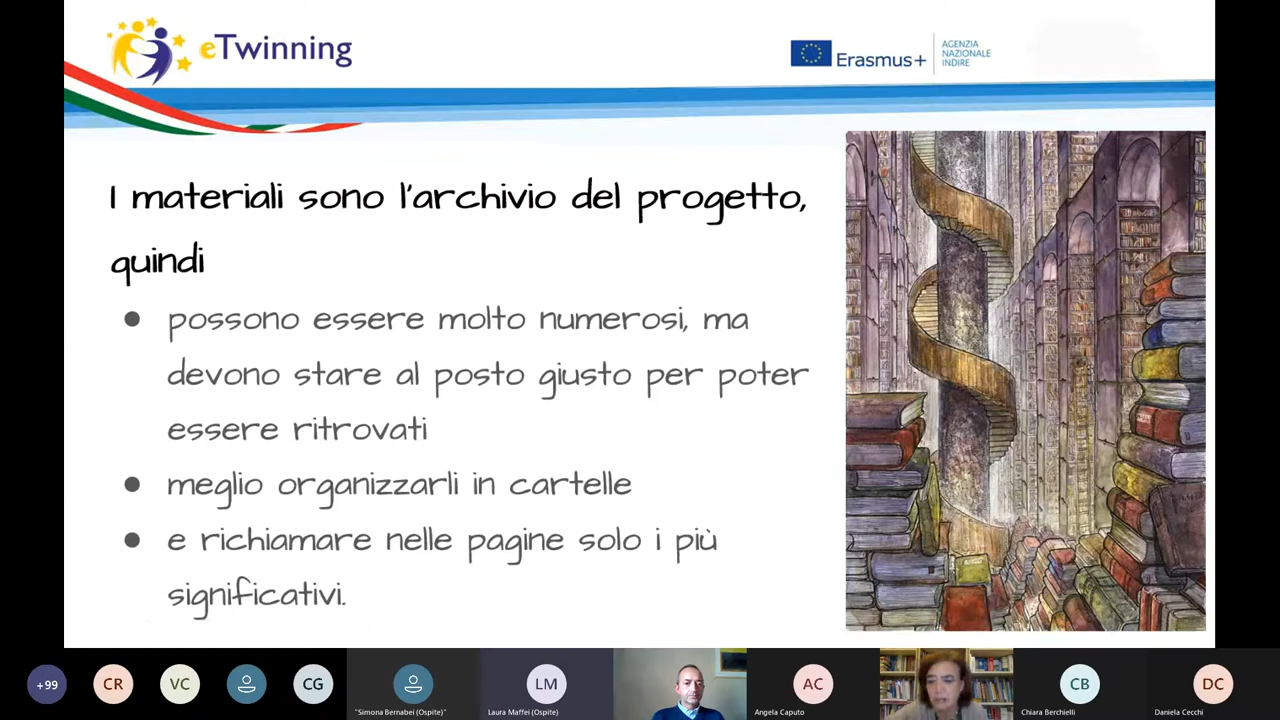 eTwinning
Erasmus+
AGENZIA
NAZIONALE
INDIRE
I materiali sono l'archivio del progetto,
quindi
● possono essere molto numerosi, ma
devono stare al posto giusto per poter
essere ritrovati
● meglio organizzarli in cartelle
● e richiamare nelle pagine solo i più
significativi.
+99
CR
VC
CG
"Simona Bernabei (Ospite)"
LM
Laura Maffei (Ospite)
AC
Angela Caputo
CB
Chiara Berchielli
DC
Daniela Cecchi